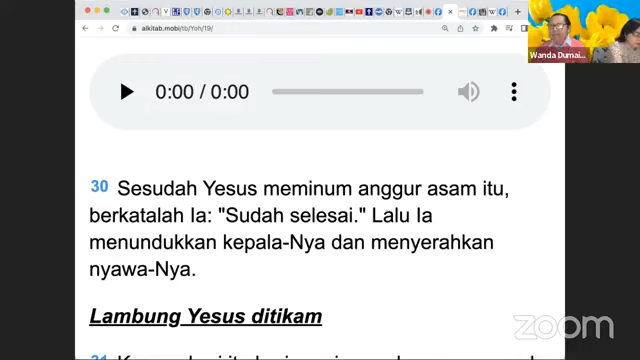 alkitab.mobi/tb/Yoh/19/
Wanda Dumai...
0:00 / 0:00
30 Sesudah Yesus meminum anggur asam itu,
berkatalah Ia: "Sudah selesai." Lalu Ia
menundukkan kepala-Nya dan menyerahkan
nyawa-Nya.
Lambung Yesus ditikam
zoom